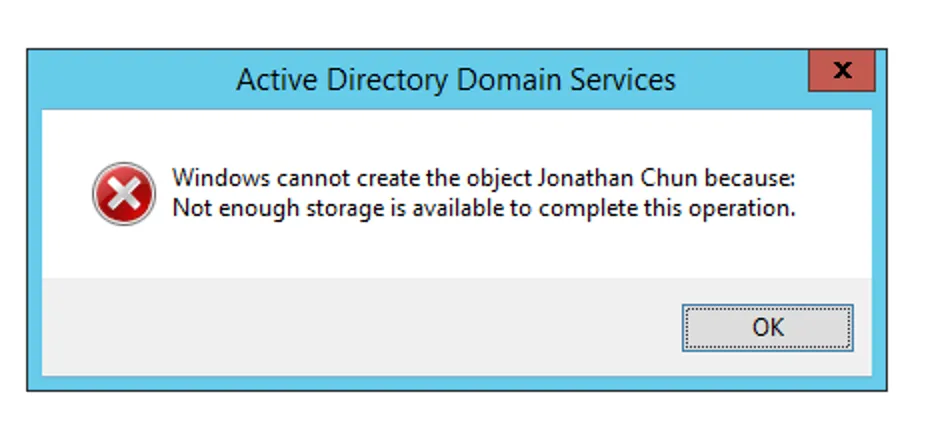 Active Directory Domain Services
x
Windows cannot create the object Jonathan Chun because:
Not enough storage is available to complete this operation.
OK